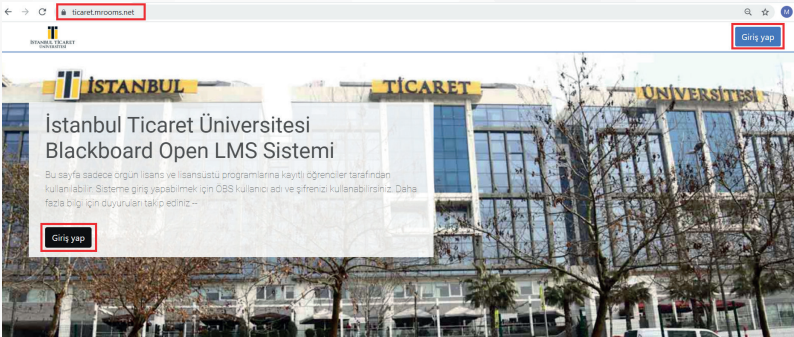 ticaret.mrooms.net
M
İSTANBUL TİCARET
ÜNİVERSİTESİ
Giriş yap
İSTANBUL
TİCARET
ÜNİVERSİTESİ
İstanbul Ticaret Üniversitesi
Blackboard Open LMS Sistemi
Bu sayfa sadece örgün lisans ve lisansüstü programlarına kayıtlı öğrenciler tarafından
kullanılabilir. Sisteme giriş yapabilmek için OBS kullanıcı adı ve şifrenizi kullanabilirsiniz. Daha
fazla bilgi için duyuruları takip ediniz.--
Giriş yap